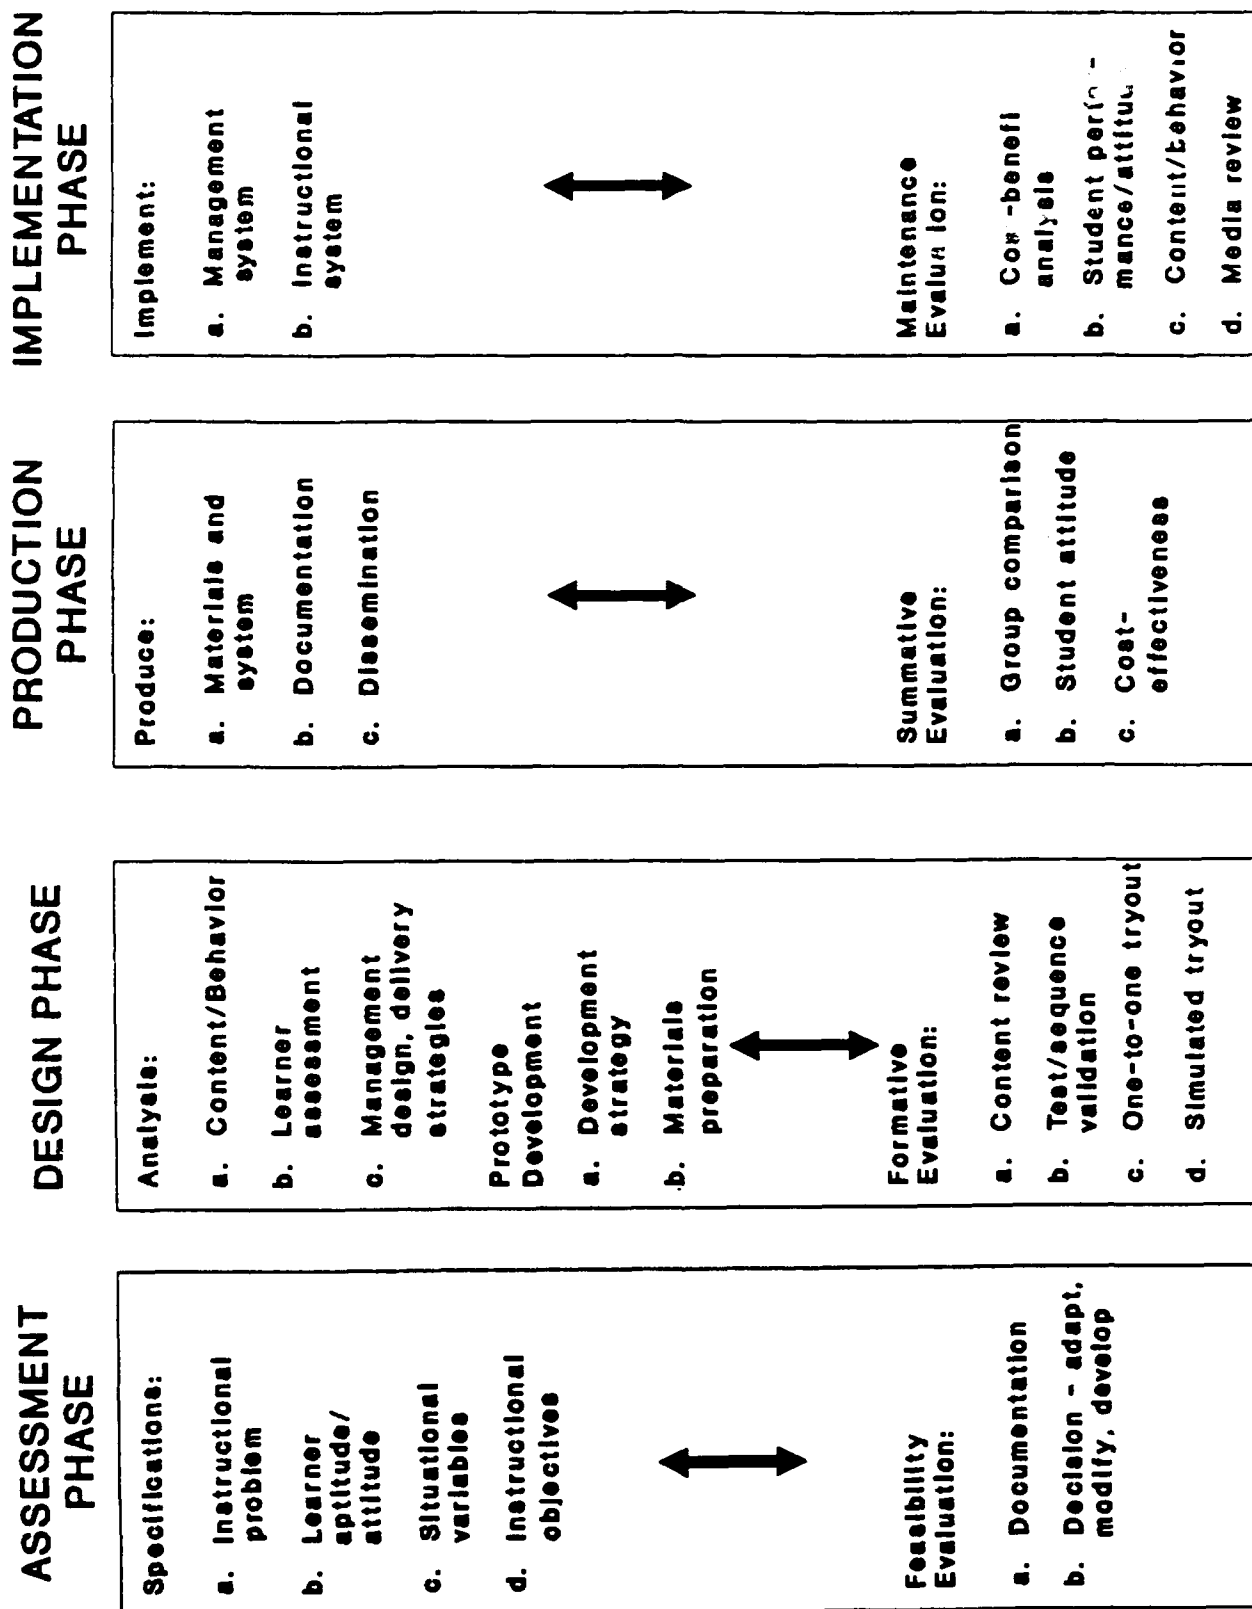 ASSESSMENT
PHASE
Specifications:
a. Instructional
problem
b. Learner
aptitude/
attitude
c. Situational
variables
d. Instructional
objectives
Feasibility
Evaluation:
a. Documentation
b. Decision - adapt,
modify, develop
DESIGN PHASE
Analysis:
a. Content/Behavior
b. Learner
assessment
c. Management
design, delivery
strategies
Prototype
Development
a. Development
strategy
b. Materials
preparation
Formative
Evaluation:
a. Content review
b. Test/sequence
validation
c. One-to-one tryout
d. Simulated tryout
PRODUCTION
PHASE
Produce:
a. Materials and
system
b. Documentation
c. Dissemination
Summative
Evaluation:
a. Group comparison
b. Student attitude
c. Cost-
effectiveness
IMPLEMENTATION
PHASE
Implement:
a. Management
system
b. Instructional
system
Maintenance
a.
analysis
b. Student
c. Content/behavior
d. Media review